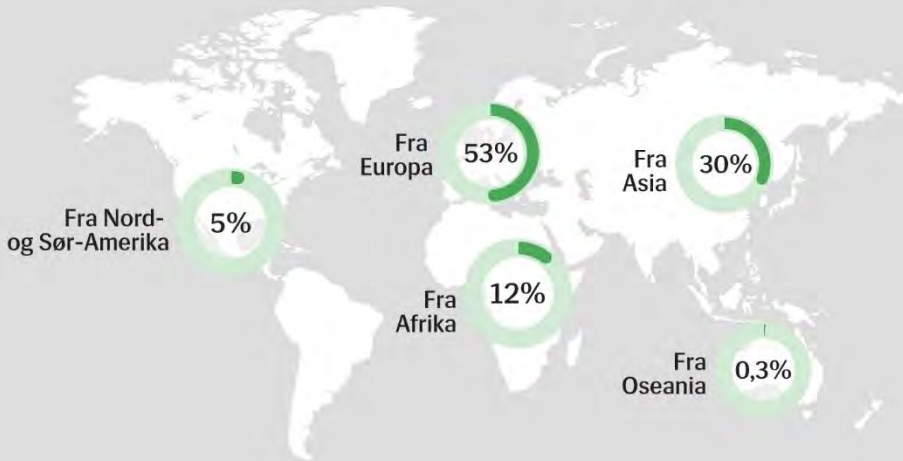 Fra
Europa
53%
Fra
Asia
30%
Fra Nord-
og Sør-Amerika
5%
Fra
Afrika
12%
Fra
Oseania
0,3%